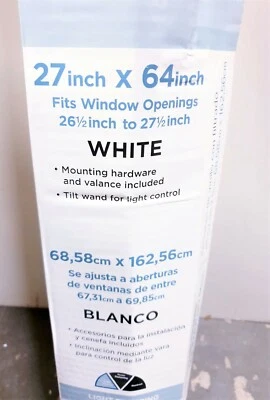 27inch X 64inch
Fits Window Openings
26½inch to 27½inch
WHITE
• Mounting hardware
and valance included
• Tilt wand for light control
68,58cm x 162,56cm
Se ajusta a aberturas
de ventanas de entre
67,31cm a 69,85cm
BLANCO
• Accesorios para la instalación
y cenefa incluidos
• Inclinación mediante vara
para control de la luz